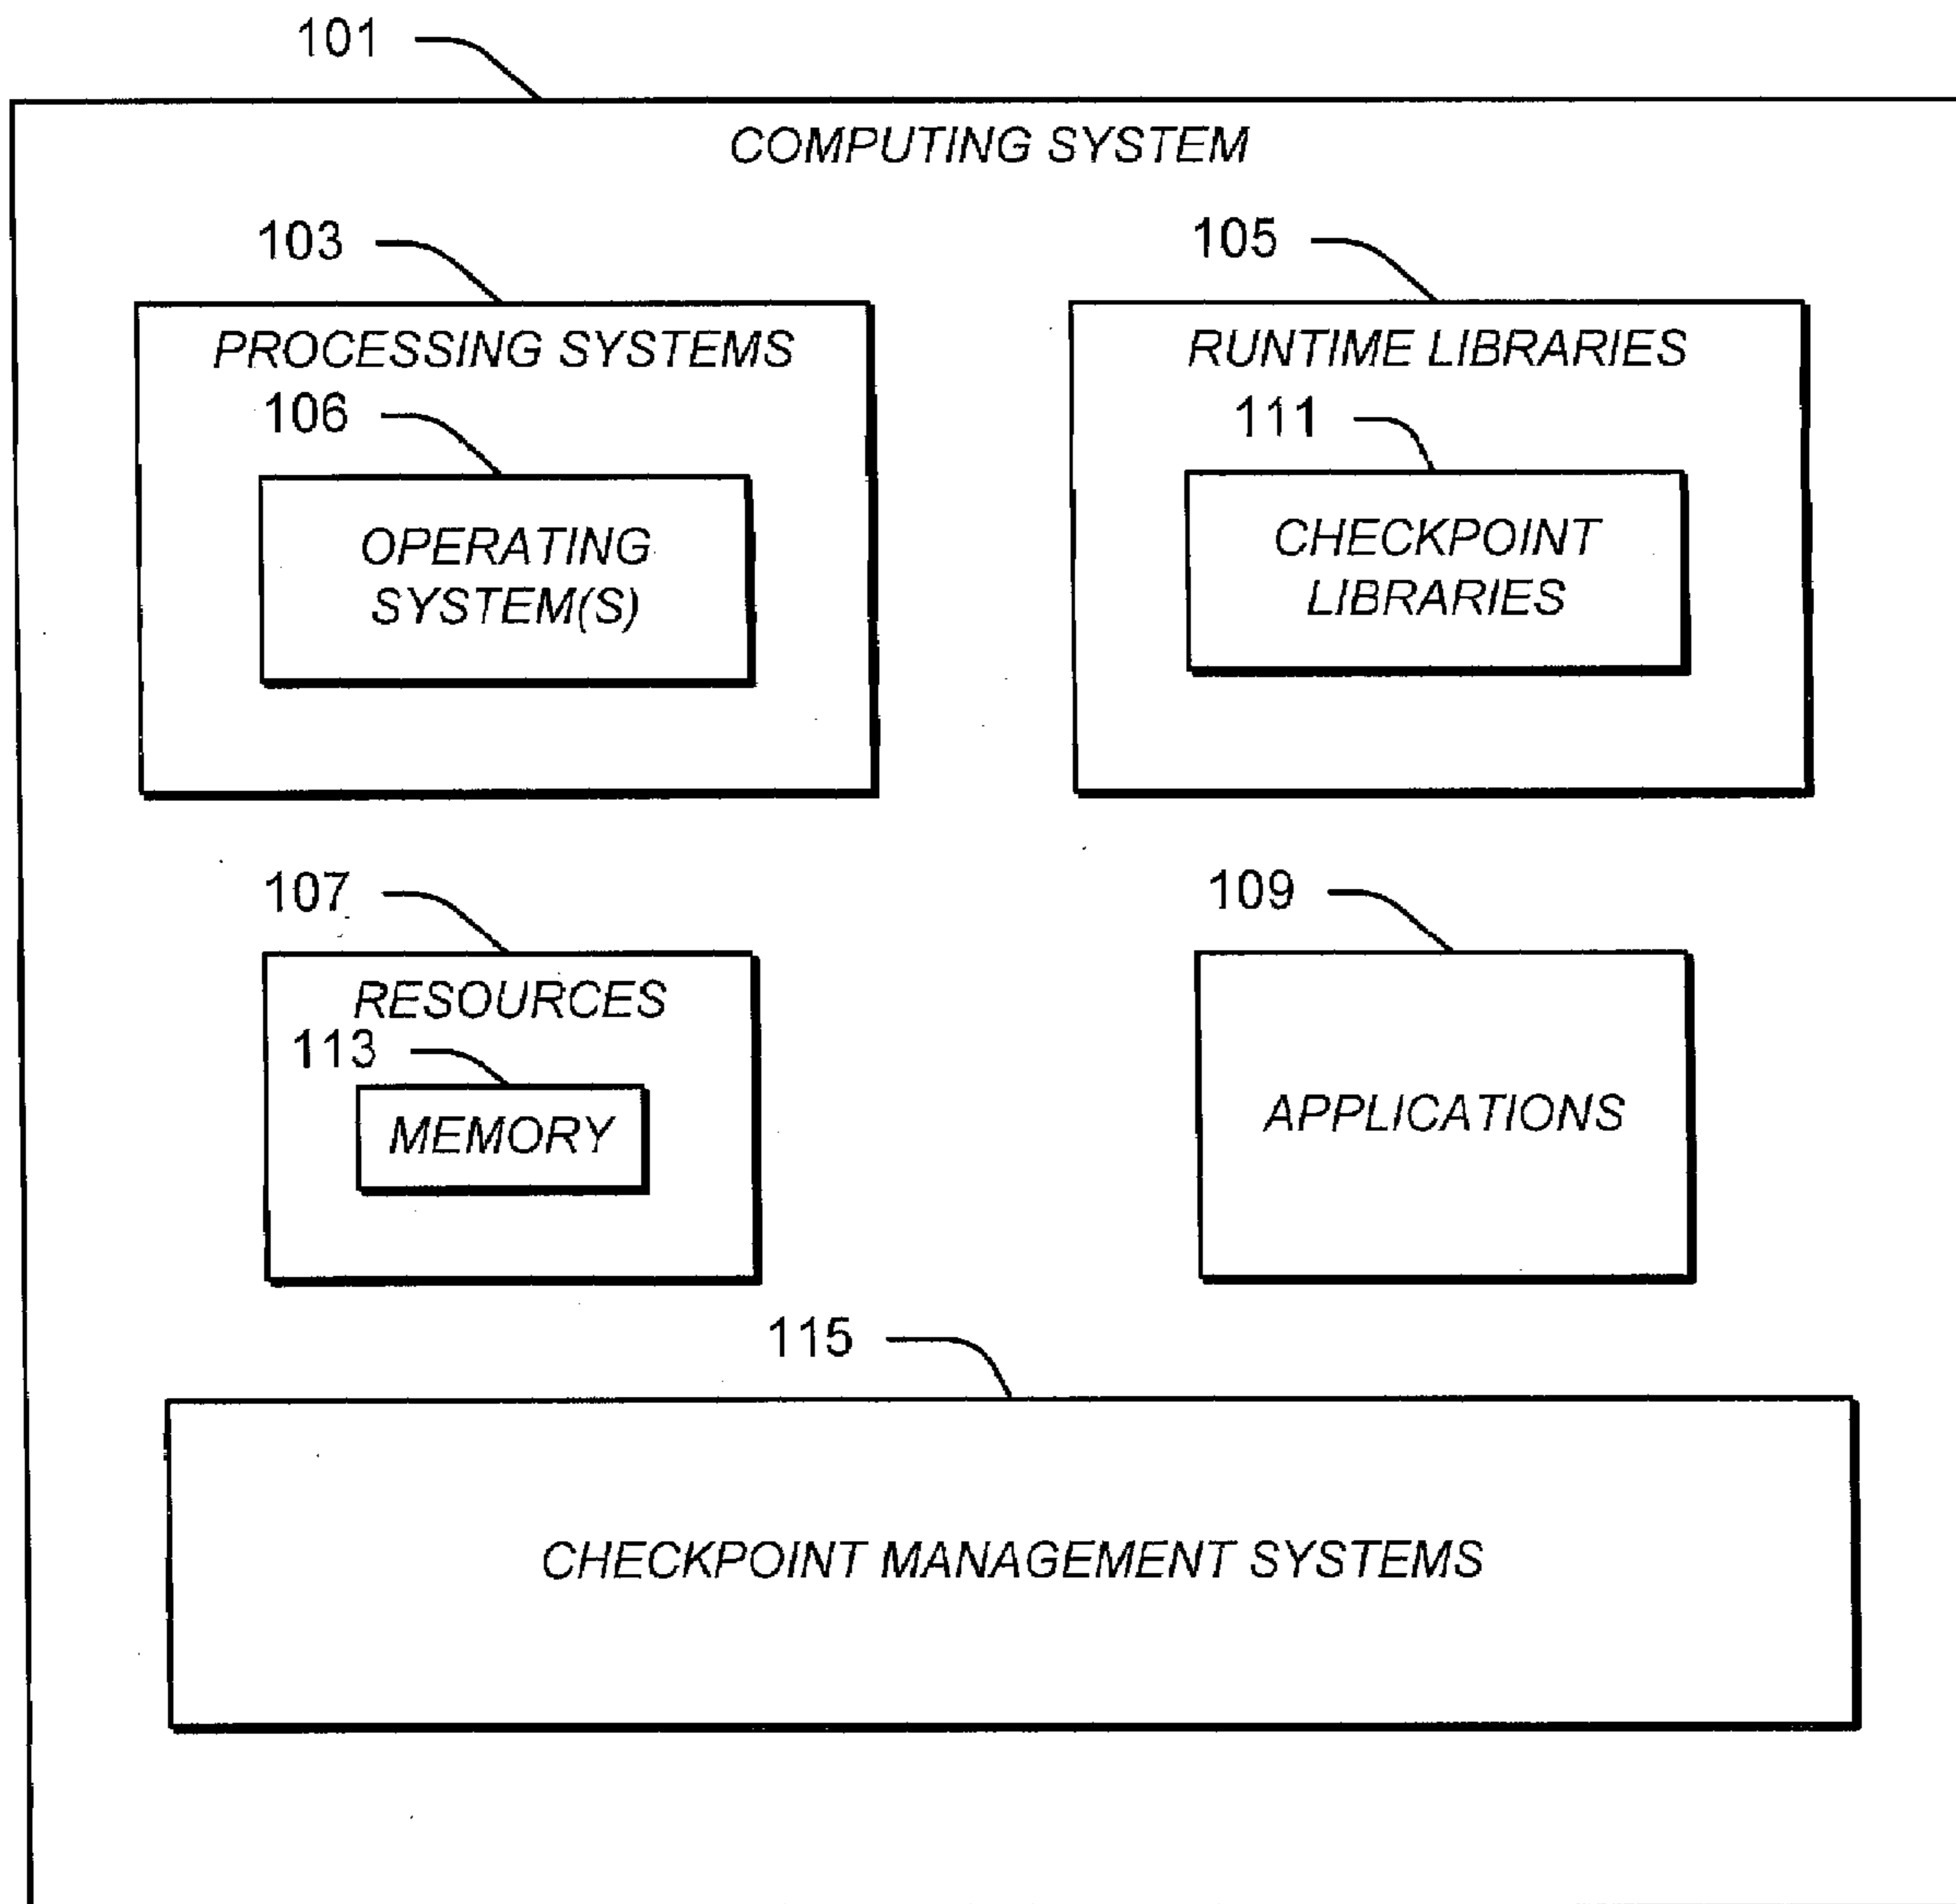 101
COMPUTING SYSTEM
103
105
PROCESSING SYSTEMS
RUNTIME LIBRARIES
106
111
OPERATING
SYSTEM(S)
CHECKPOINT
LIBRARIES
107
109
RESOURCES
113
MEMORY
APPLICATIONS
115
CHECKPOINT MANAGEMENT SYSTEMS